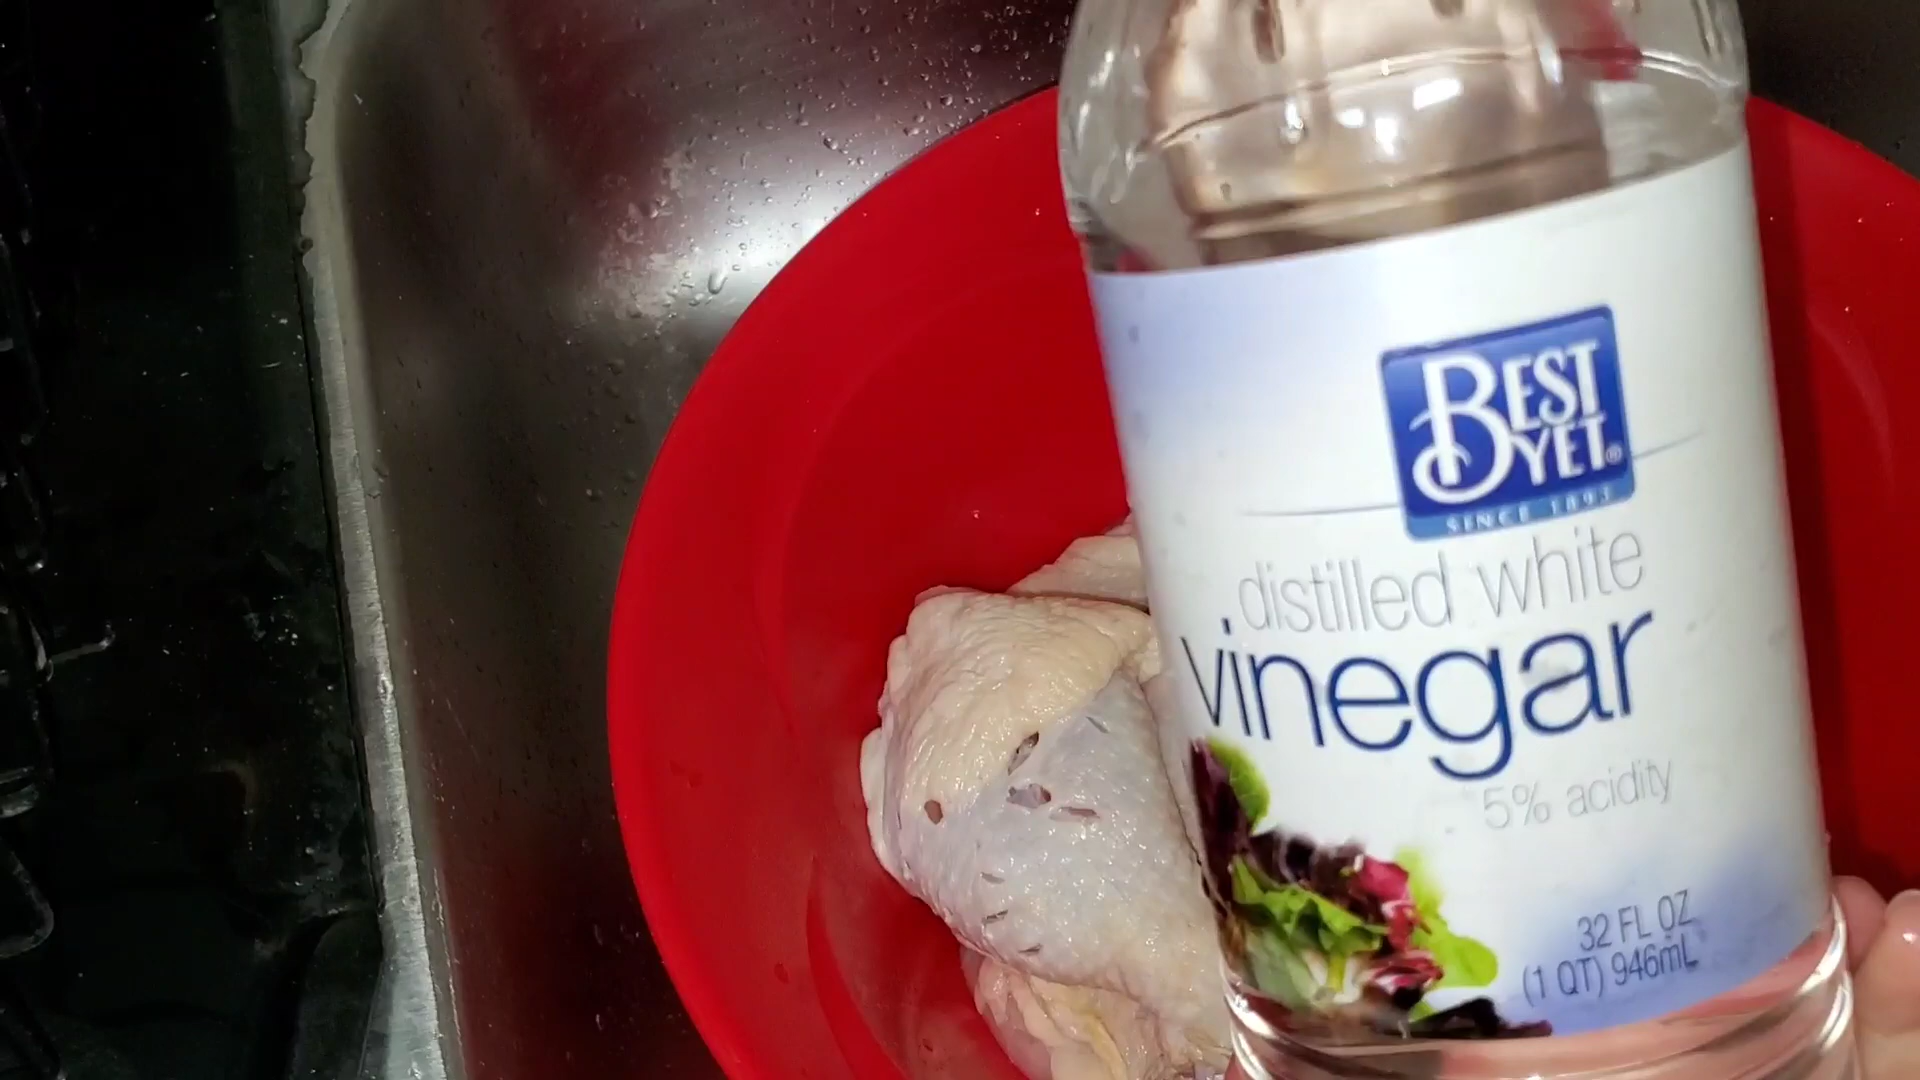 BEST
YET®
SINCE 1893
distilled white
vinegar
5% acidity
32 FL OZ
(1 QT) 946mL